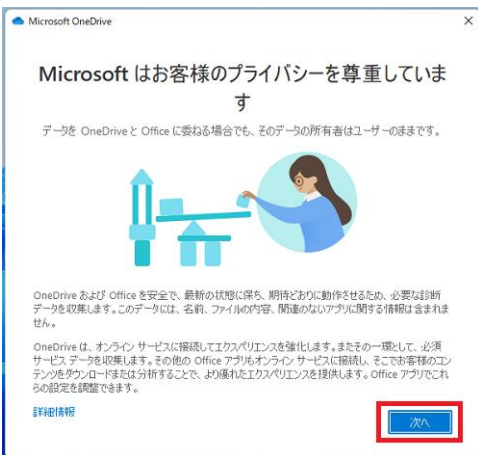 Microsoft OneDrive
Microsoft はお客様のプライバシーを尊重していま
す
データを OneDrive と Office に委ねる場合でも、そのデータの所有者はユーザーのままです。
OneDrive および Office を安全で、最新の状態に保ち、期待どおりに動作させるため、必要な診断
データを収集します。このデータには、名前、ファイルの内容、関連のないアプリに関する情報は含まれま
せん。
OneDrive は、オンライン サービスに接続してエクスペリエンスを強化します。またその一環として、必須
サービス データを収集します。その他の Office アプリもオンライン サービスに接続し、そこでお客様のコン
テンツをダウンロードまたは分析することで、より優れたエクスペリエンスを提供します。Office アプリでこれ
らの設定を調整できます。
詳細情報
次へ